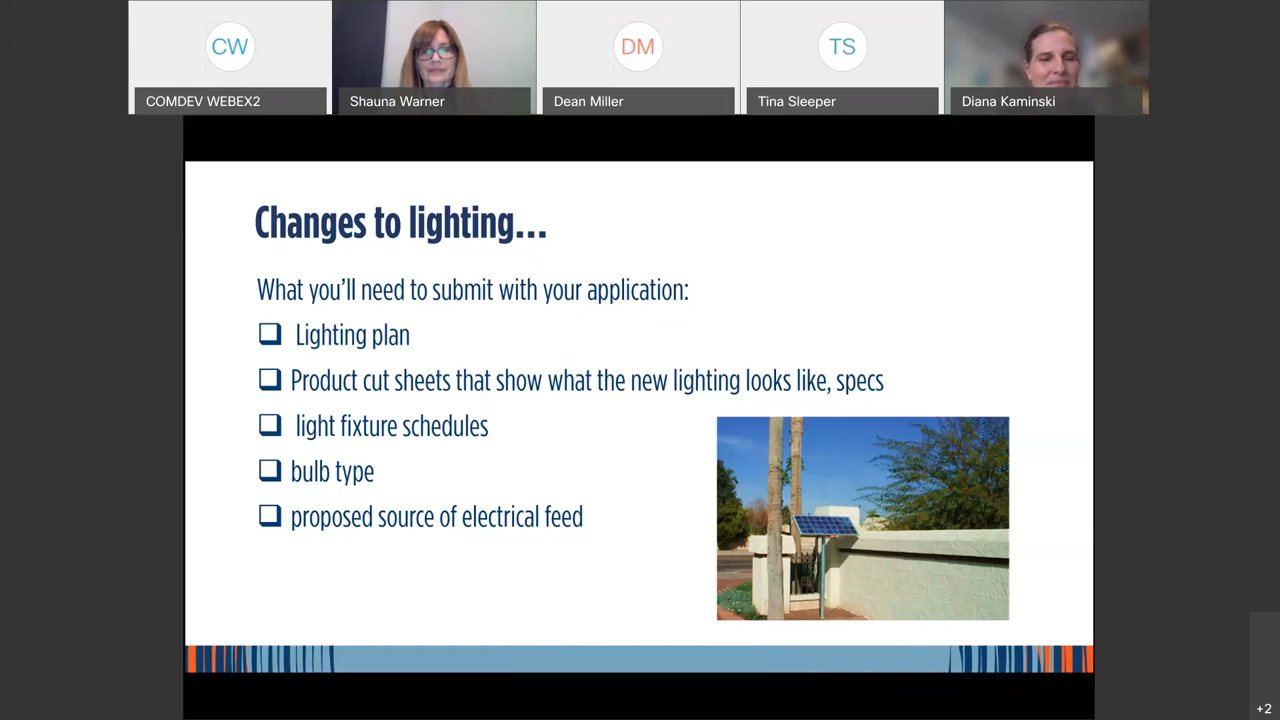 CW
DM
TS
COMDEV WEBEX2
Shauna Warner
Dean Miller
Tina Sleeper
Diana Kaminski
Changes to lighting...
What you'll need to submit with your application:
Lighting plan
Product cut sheets that show what the new lighting looks like, specs
light fixture schedules
bulb type
proposed source of electrical feed
+2